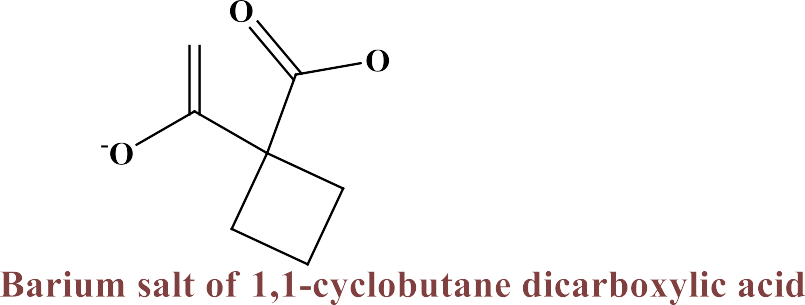 O
O
-O
Barium salt of 1,1-cyclobutane dicarboxylic acid